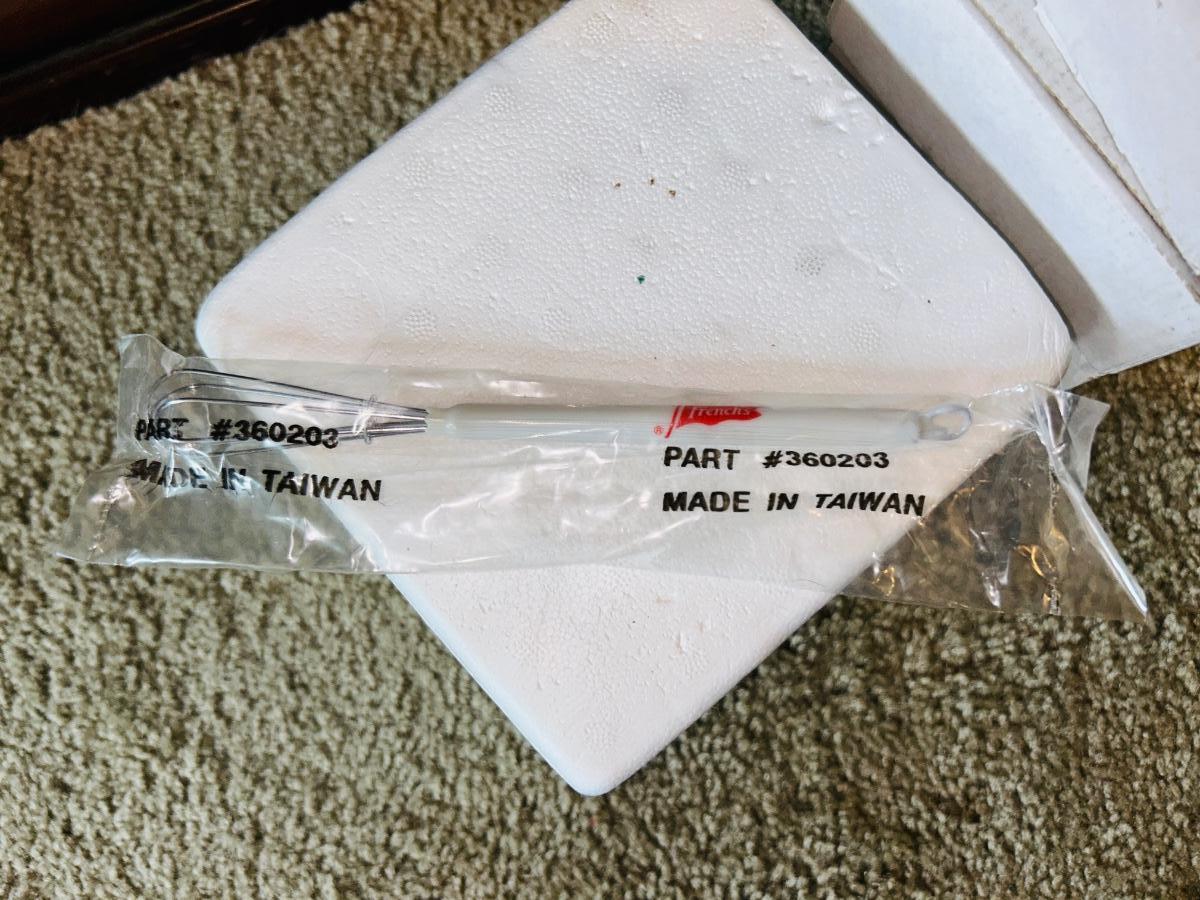 French's
®
PART #360203
MADE IN TAIWAN
PART #360203
MADE IN TAIWAN